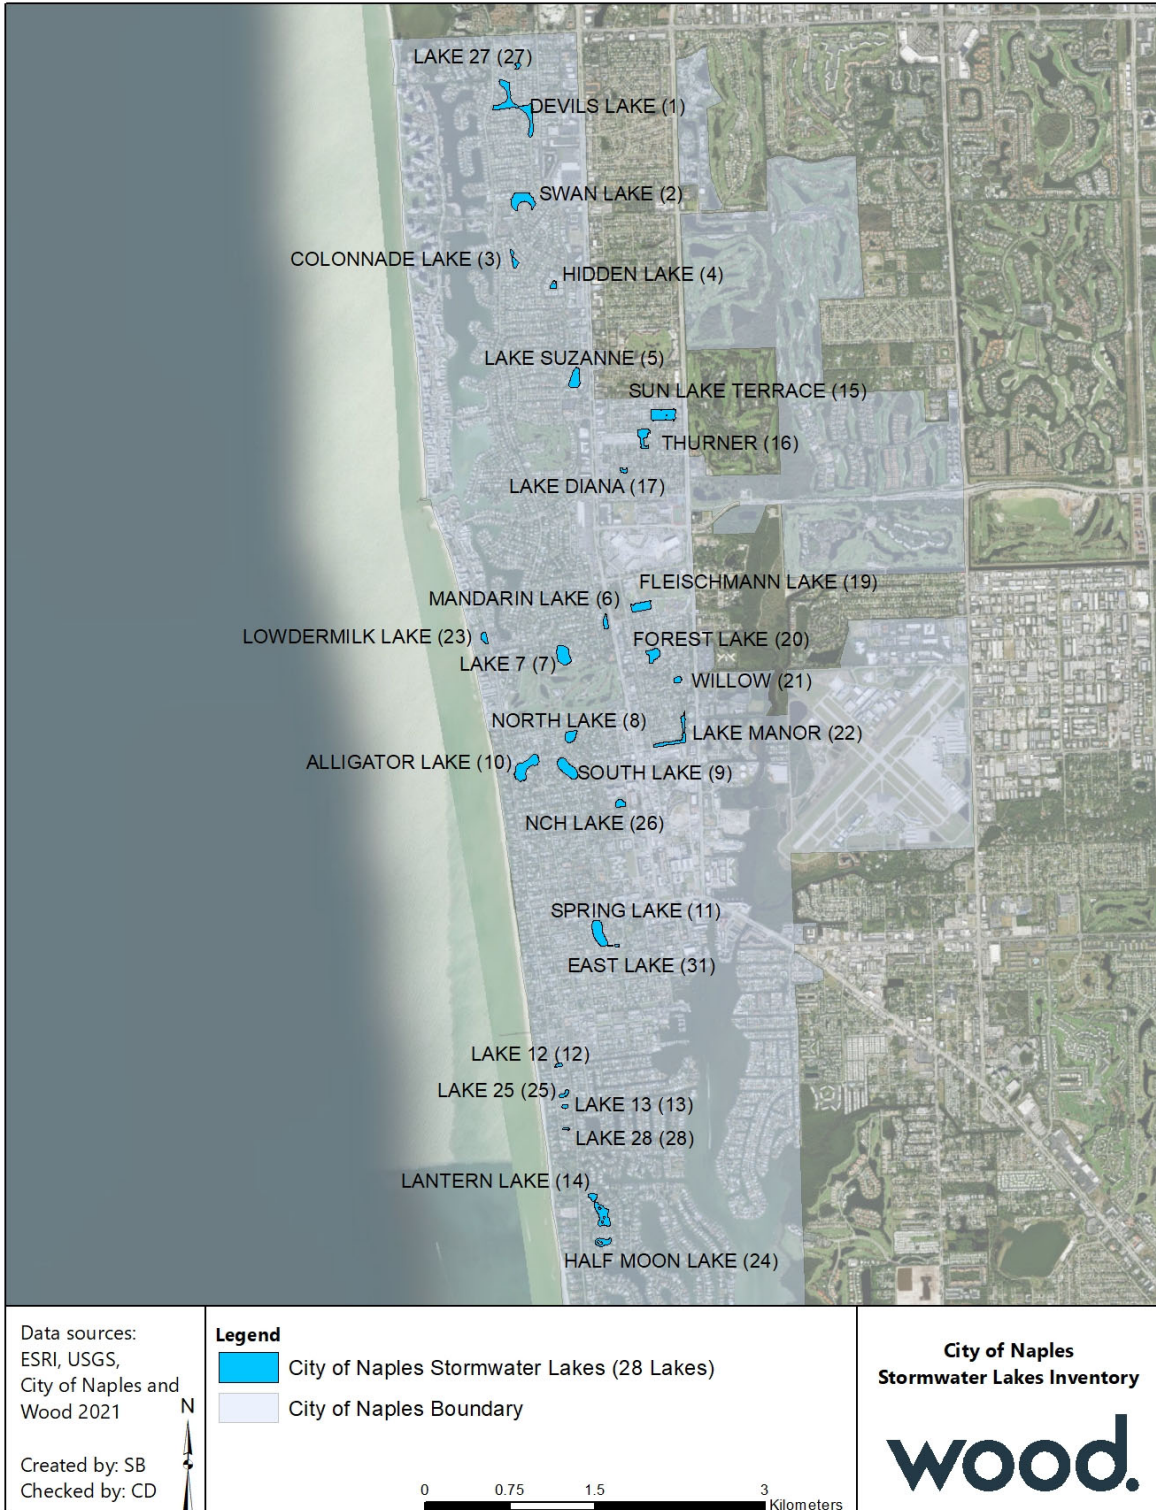 LAKE 27 (27)
DEVILS LAKE (1)
SWAN LAKE (2)
COLONNADE LAKE (3)
HIDDEN LAKE (4)
LAKE SUZANNE (5)
SUN LAKE TERRACE (15)
THURNER (16)
LAKE DIANA (17)
FLEISCHMANN LAKE (19)
MANDARIN LAKE (6)
LOWDERMILK LAKE (23)
FOREST LAKE (20)
LAKE 7 (7)
WILLOW (21)
NORTH LAKE (8)
LAKE MANOR (22)
ALLIGATOR LAKE (10)
SOUTH LAKE (9)
NCH LAKE (26)
SPRING LAKE (11)
EAST LAKE (31)
LAKE 12 (12)
LAKE 25 (25)
LAKE 13 (13)
LAKE 28 (28)
LANTERN LAKE (14)
HALF MOON LAKE (24)
Data sources:
ESRI, USGS,
City of Naples and
Wood 2021
N
Created by: SB
Checked by: CD
Legend
City of Naples Stormwater Lakes (28 Lakes)
City of Naples Boundary
0 0.75 1.5 3
Kilometers
City of Naples
Stormwater Lakes Inventory
wood.